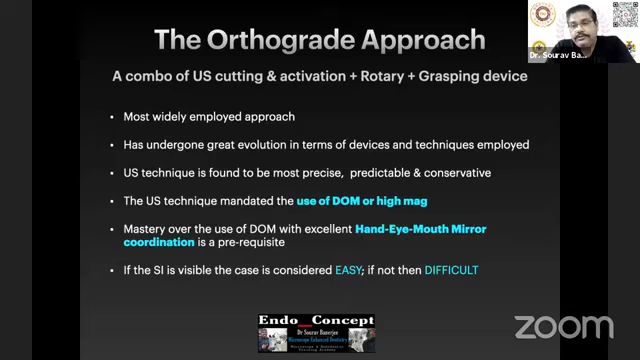 The Orthograde Approach
A combo of US cutting & activation + Rotary + Grasping device
• Most widely employed approach
• Has undergone great evolution in terms of devices and techniques employed
• US technique is found to be most precise, predictable & conservative
• The US technique mandated the use of DOM or high mag
• Mastery over the use of DOM with excellent Hand-Eye-Mouth Mirror
coordination is a pre-requisite
• If the SI is visible the case is considered EASY; if not then DIFFICULT
Dr. Sourav Ba...
Endo_Concept
Dr Sourav Banerjee
Microscope Enhanced Dentistry
zoom